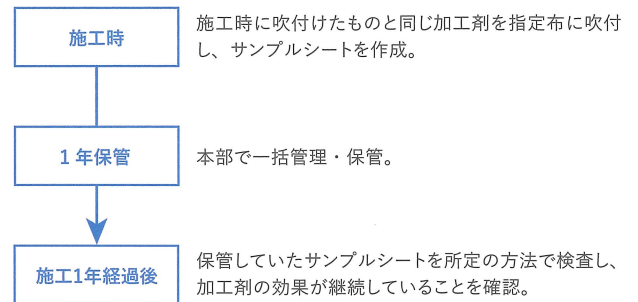 施工時
施工時に吹付けたものと同じ加工剤を指定布に吹付
し、サンプルシートを作成。
1年保管
本部で一括管理・保管。
施工1年経過後
保管していたサンプルシートを所定の方法で検査し、
加工剤の効果が継続していることを確認。